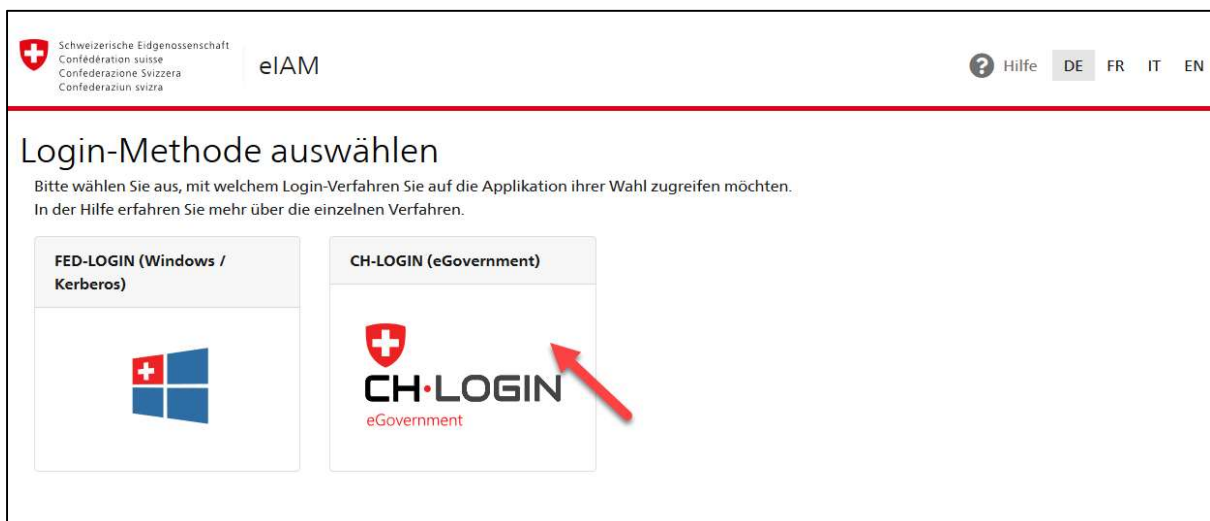 Schweizerische Eidgenossenschaft
Confédération suisse
Confederazione Svizzera
Confederaziun svizra
eIAM
Hilfe DE FR IT EN
Login-Methode auswählen
Bitte wählen Sie aus, mit welchem Login-Verfahren Sie auf die Applikation ihrer Wahl zugreifen möchten.
In der Hilfe erfahren Sie mehr über die einzelnen Verfahren.
FED-LOGIN (Windows /
Kerberos)
CH-LOGIN (eGovernment)
CH·LOGIN
eGovernment